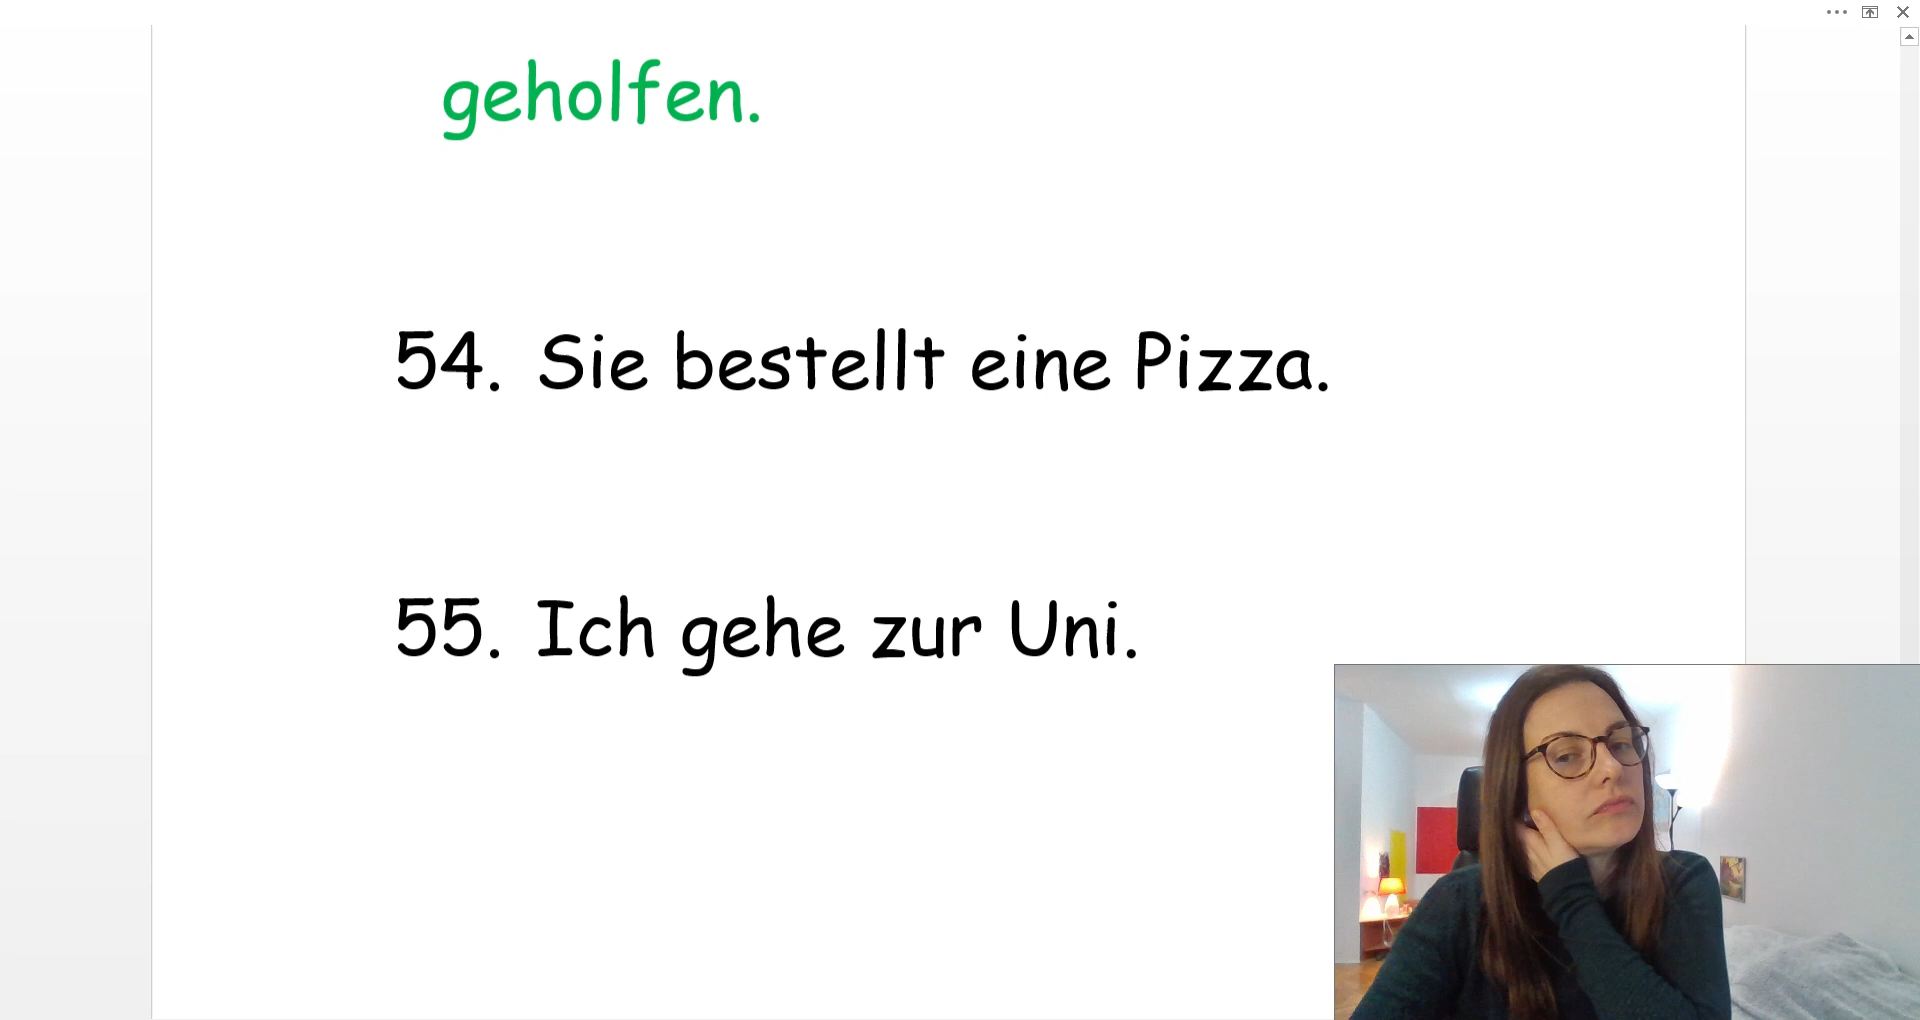 geholfen.
54. Sie bestellt eine Pizza.
55. Ich gehe zur Uni.